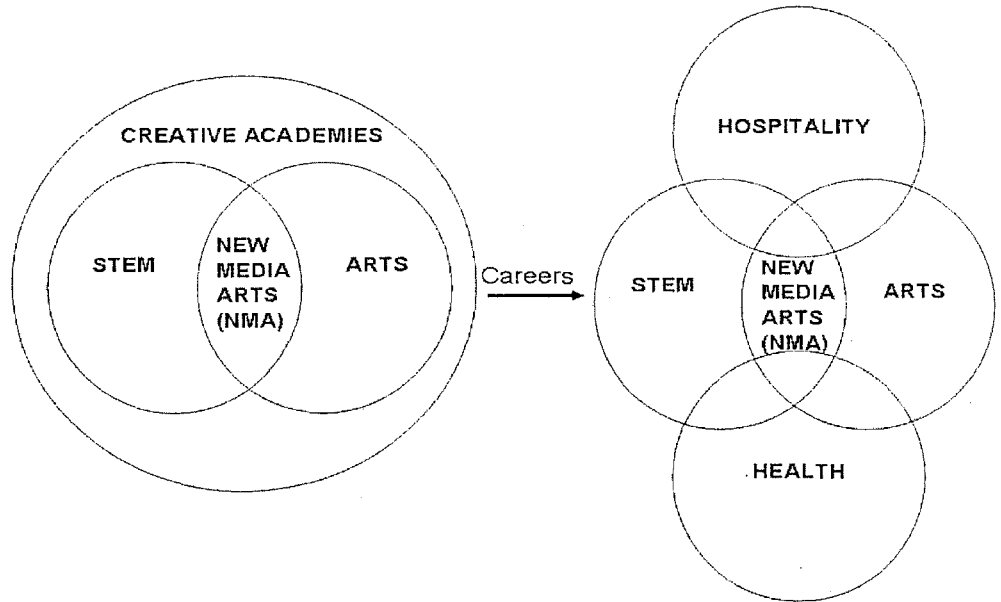 CREATIVE ACADEMIES
STEM
NEW
MEDIA
ARTS
(NMA)
ARTS
Careers
HOSPITALITY
STEM
NEW
MEDIA
ARTS
(NMA)
ARTS
HEALTH